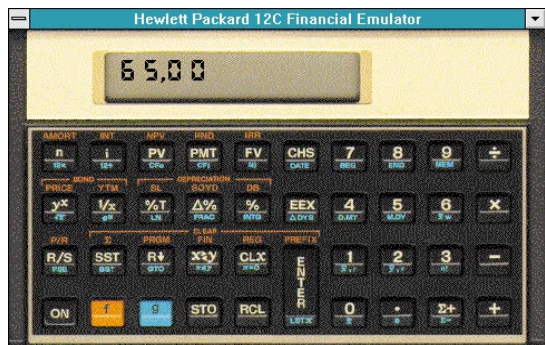 Hewlett Packard 12C Financial Emulator
65,00
AMORT INT NPV RND IRR
n i PV PMT FV CHS 7 8 9 ÷
12x 12÷ CFo CFj Nj DATE BEG END MEM
BOND DEPRECIATION
PRICE YTM SL SOYD DB
yx 1/x %T Δ% % EEX 4 5 6 ×
√x ex LN FRAC INTG ΔDYS D.MY M.DY x̄w
CLEAR
P/R Σ PRGM FIN REG PREFIX
R/S SST R↓ x≷y CLX ENTER 1 2 3 −
PSE BST GTO x≤y x=0 x̂,r ŷ,r n!
ON f g STO RCL 0 . Σ+ +
LSTX x̄ s Σ-